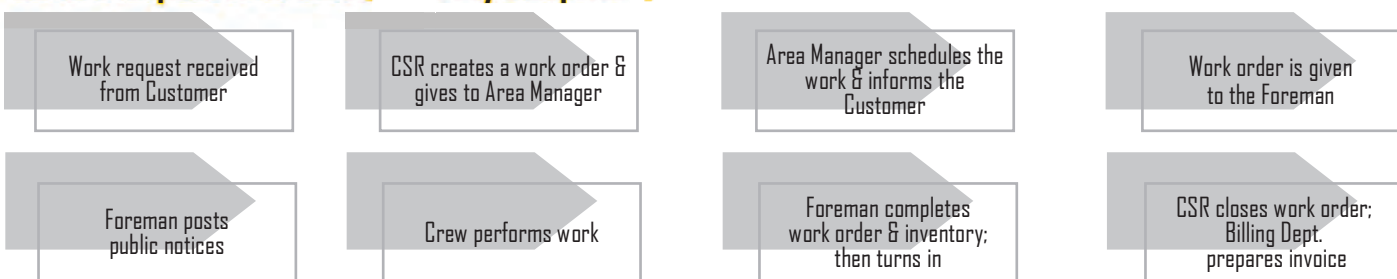 Work request received
from Customer
CSR creates a work order &
gives to Area Manager
Area Manager schedules the
work & informs the
Customer
Work order is given
to the Foreman
Foreman posts
public notices
Crew performs work
Foreman completes
work order & inventory;
then turns in
CSR closes work order;
Billing Dept.
prepares invoice